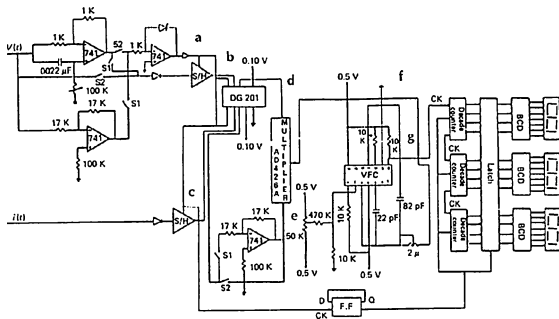 1 K
a
1 K
52
1 K
V(t)
741
741
b
0.10 V
.0022 µF
S1
S2
S/H
d
0.5 V
f
DG 201
100 K
17 K
S1
0.10 V
17 K
741
100 K
MULTIPLIER
AD426A
10 K
10 K
g
VFC
CK
Decade counter
Latch
BCD
CK
Decade counter
BCD
CK
Decade counter
BCD
c
e
0.5 V
82 pF
22 pF
i(t)
S/H
17 K
17 K
741
50 K
470 K
10 K
2 µ
S1
S2
100 K
0.5 V
10 K
0.5 V
D
F.F
Q
CK